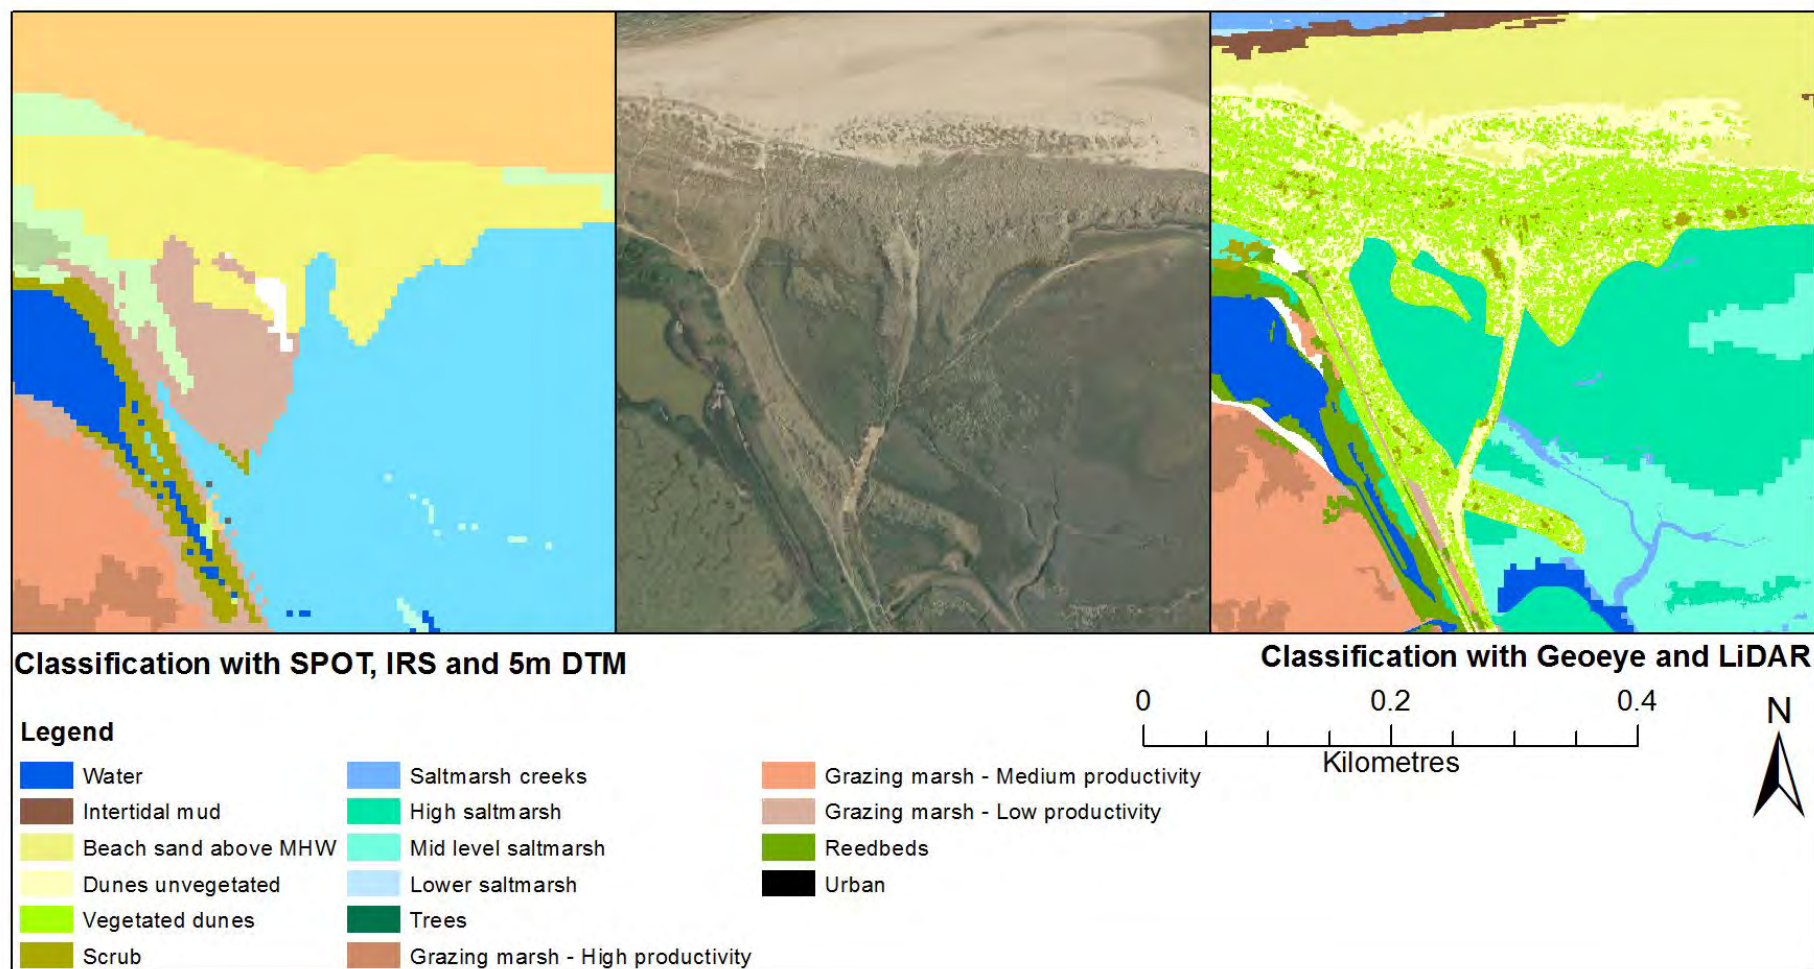 Classification with SPOT, IRS and 5m DTM
Classification with Geoeye and LiDAR
0 0.2 0.4
Kilometres
N
Legend
Water
Intertidal mud
Beach sand above MHW
Dunes unvegetated
Vegetated dunes
Scrub
Saltmarsh creeks
High saltmarsh
Mid level saltmarsh
Lower saltmarsh
Trees
Grazing marsh - High productivity
Grazing marsh - Medium productivity
Grazing marsh - Low productivity
Reedbeds
Urban